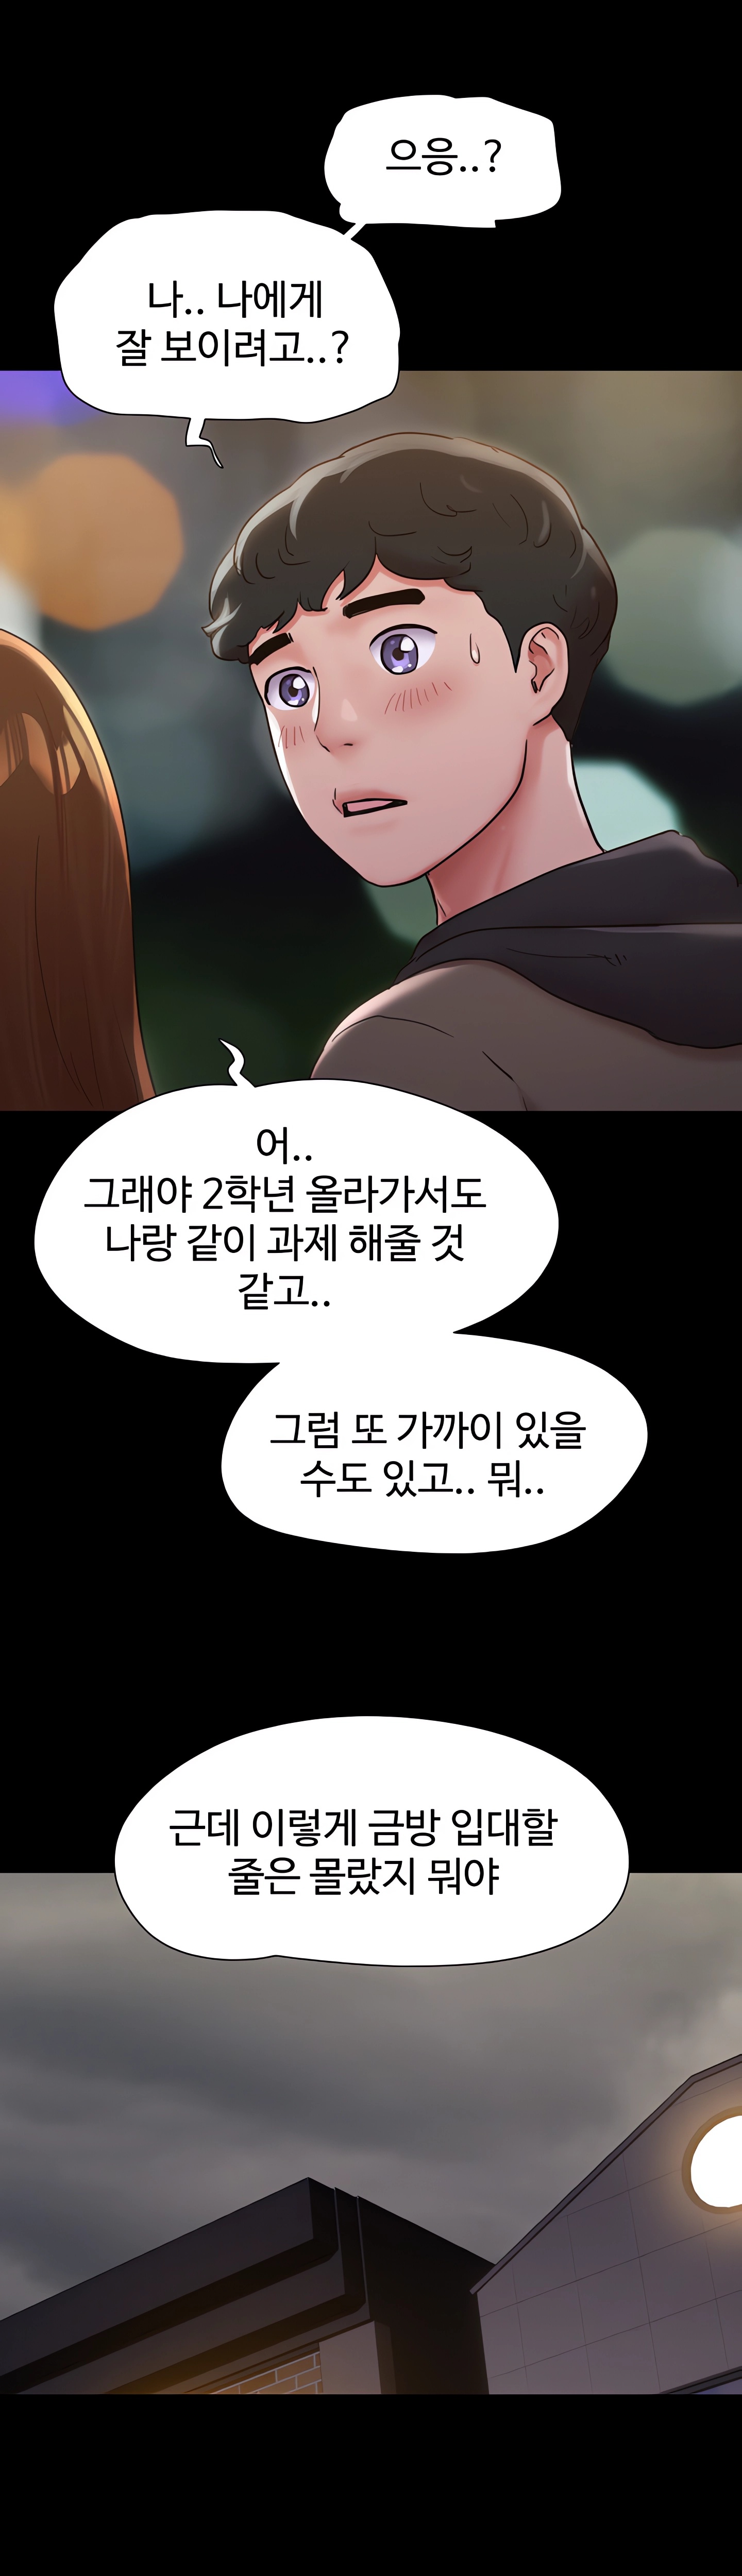 으응..?
나.. 나에게
잘 보이려고..?
어..
그래야 2학년 올라가서도
나랑 같이 과제 해줄 것
같고..
그럼 또 가까이 있을
수도 있고.. 뭐..
근데 이렇게 금방 입대할
줄은 몰랐지 뭐야